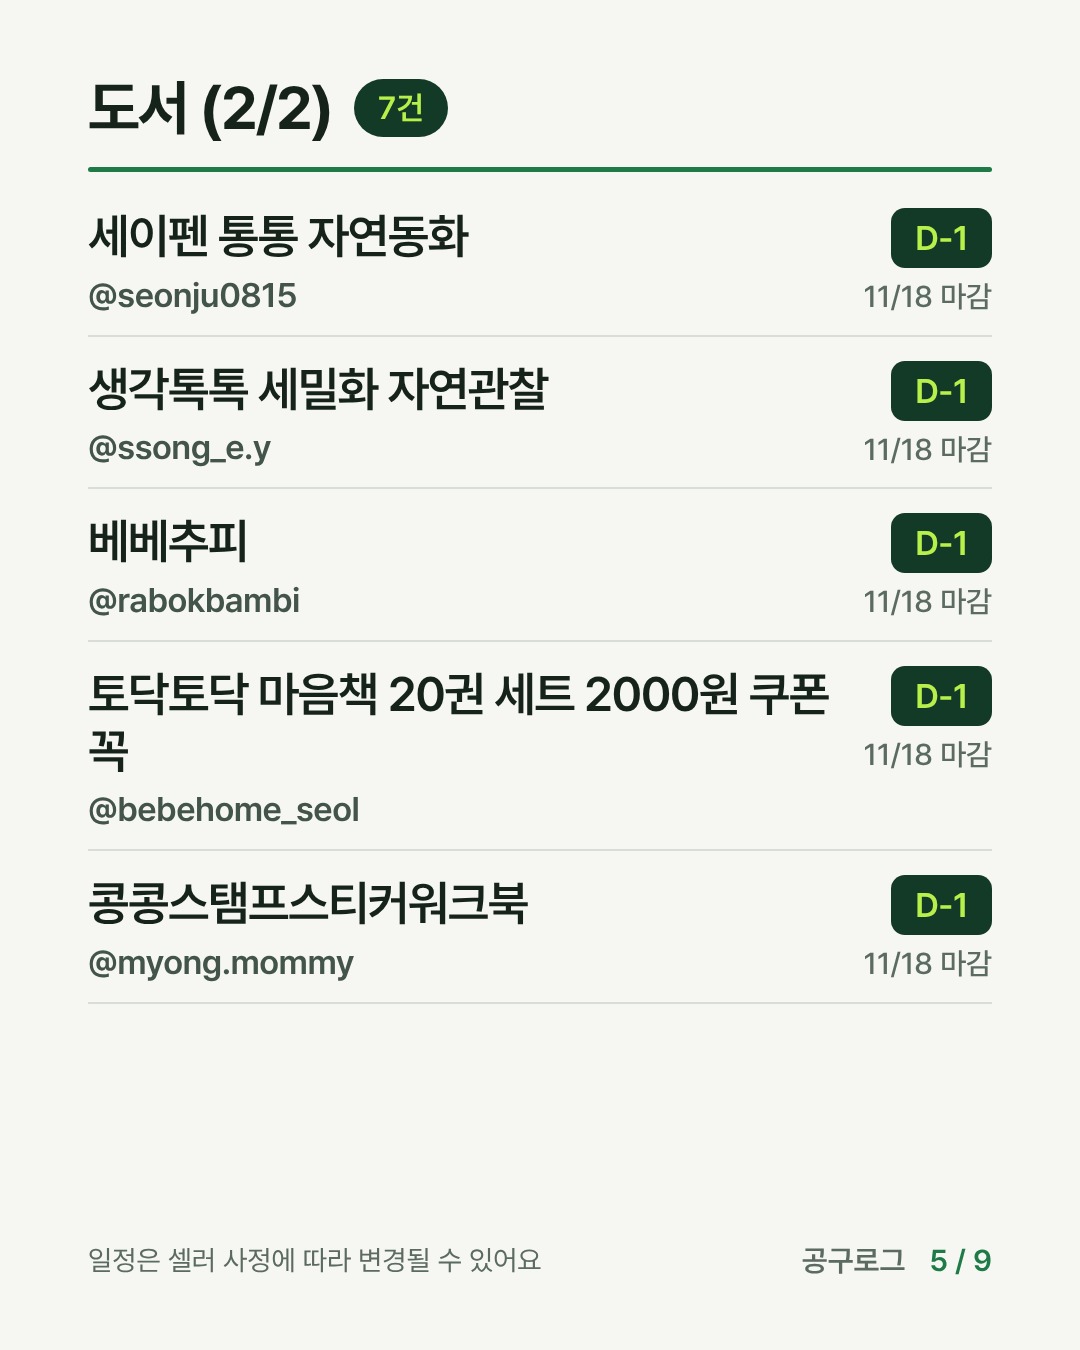 도서 (2/2) 7건
세이펜 통통 자연동화 D-1
@seonju0815 11/18 마감
생각톡톡 세밀화 자연관찰 D-1
@ssong_e.y 11/18 마감
베베추피 D-1
@rabokbambi 11/18 마감
토닥토닥 마음책 20권 세트 2000원 쿠폰 D-1
꼭 11/18 마감
@bebehome_seol
콩콩스탬프스티커워크북 D-1
@myong.mommy 11/18 마감
일정은 셀러 사정에 따라 변경될 수 있어요 공구로그 5 / 9